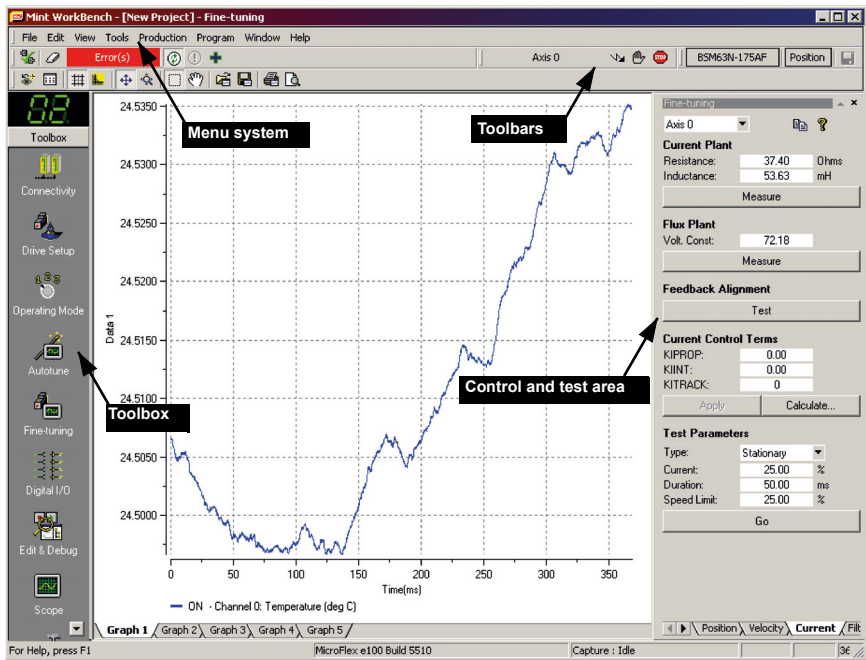 Mint WorkBench - [New Project] - Fine-tuning
File Edit View Tools Production Program Window Help
Error(s) Axis 0 STOP BSM63N-175AF Position
02
Toolbox
Connectivity
Drive Setup
1 2 3
Operating Mode
Autotune
Fine-tuning
Digital I/O
Edit & Debug
Scope
Menu system
Toolbars
Toolbox
Control and test area
24.5350
24.5300
24.5250
24.5200
24.5150
24.5100
24.5050
24.5000
Data 1
0 50 100 150 200 250 300 350
Time(ms)
ON - Channel 0: Temperature (deg C)
Graph 1 Graph 2 Graph 3 Graph 4 Graph 5
Fine-tuning
Axis 0
Current Plant
Resistance: 37.40 Ohms
Inductance: 53.63 mH
Measure
Flux Plant
Volt. Const: 72.18
Measure
Feedback Alignment
Test
Current Control Terms
KIPROP: 0.00
KIINT: 0.00
KITRACK: 0
Apply Calculate...
Test Parameters
Type: Stationary
Current: 25.00 %
Duration: 50.00 ms
Speed Limit: 25.00 %
Go
Position Velocity Current Filt
For Help, press F1 MicroFlex e100 Build 5510 Capture : Idle